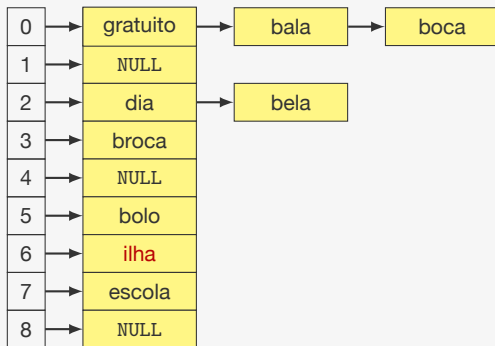 0 gratuito bala boca
1 NULL
2 dia bela
3 broca
4 NULL
5 bolo
6 ilha
7 escola
8 NULL